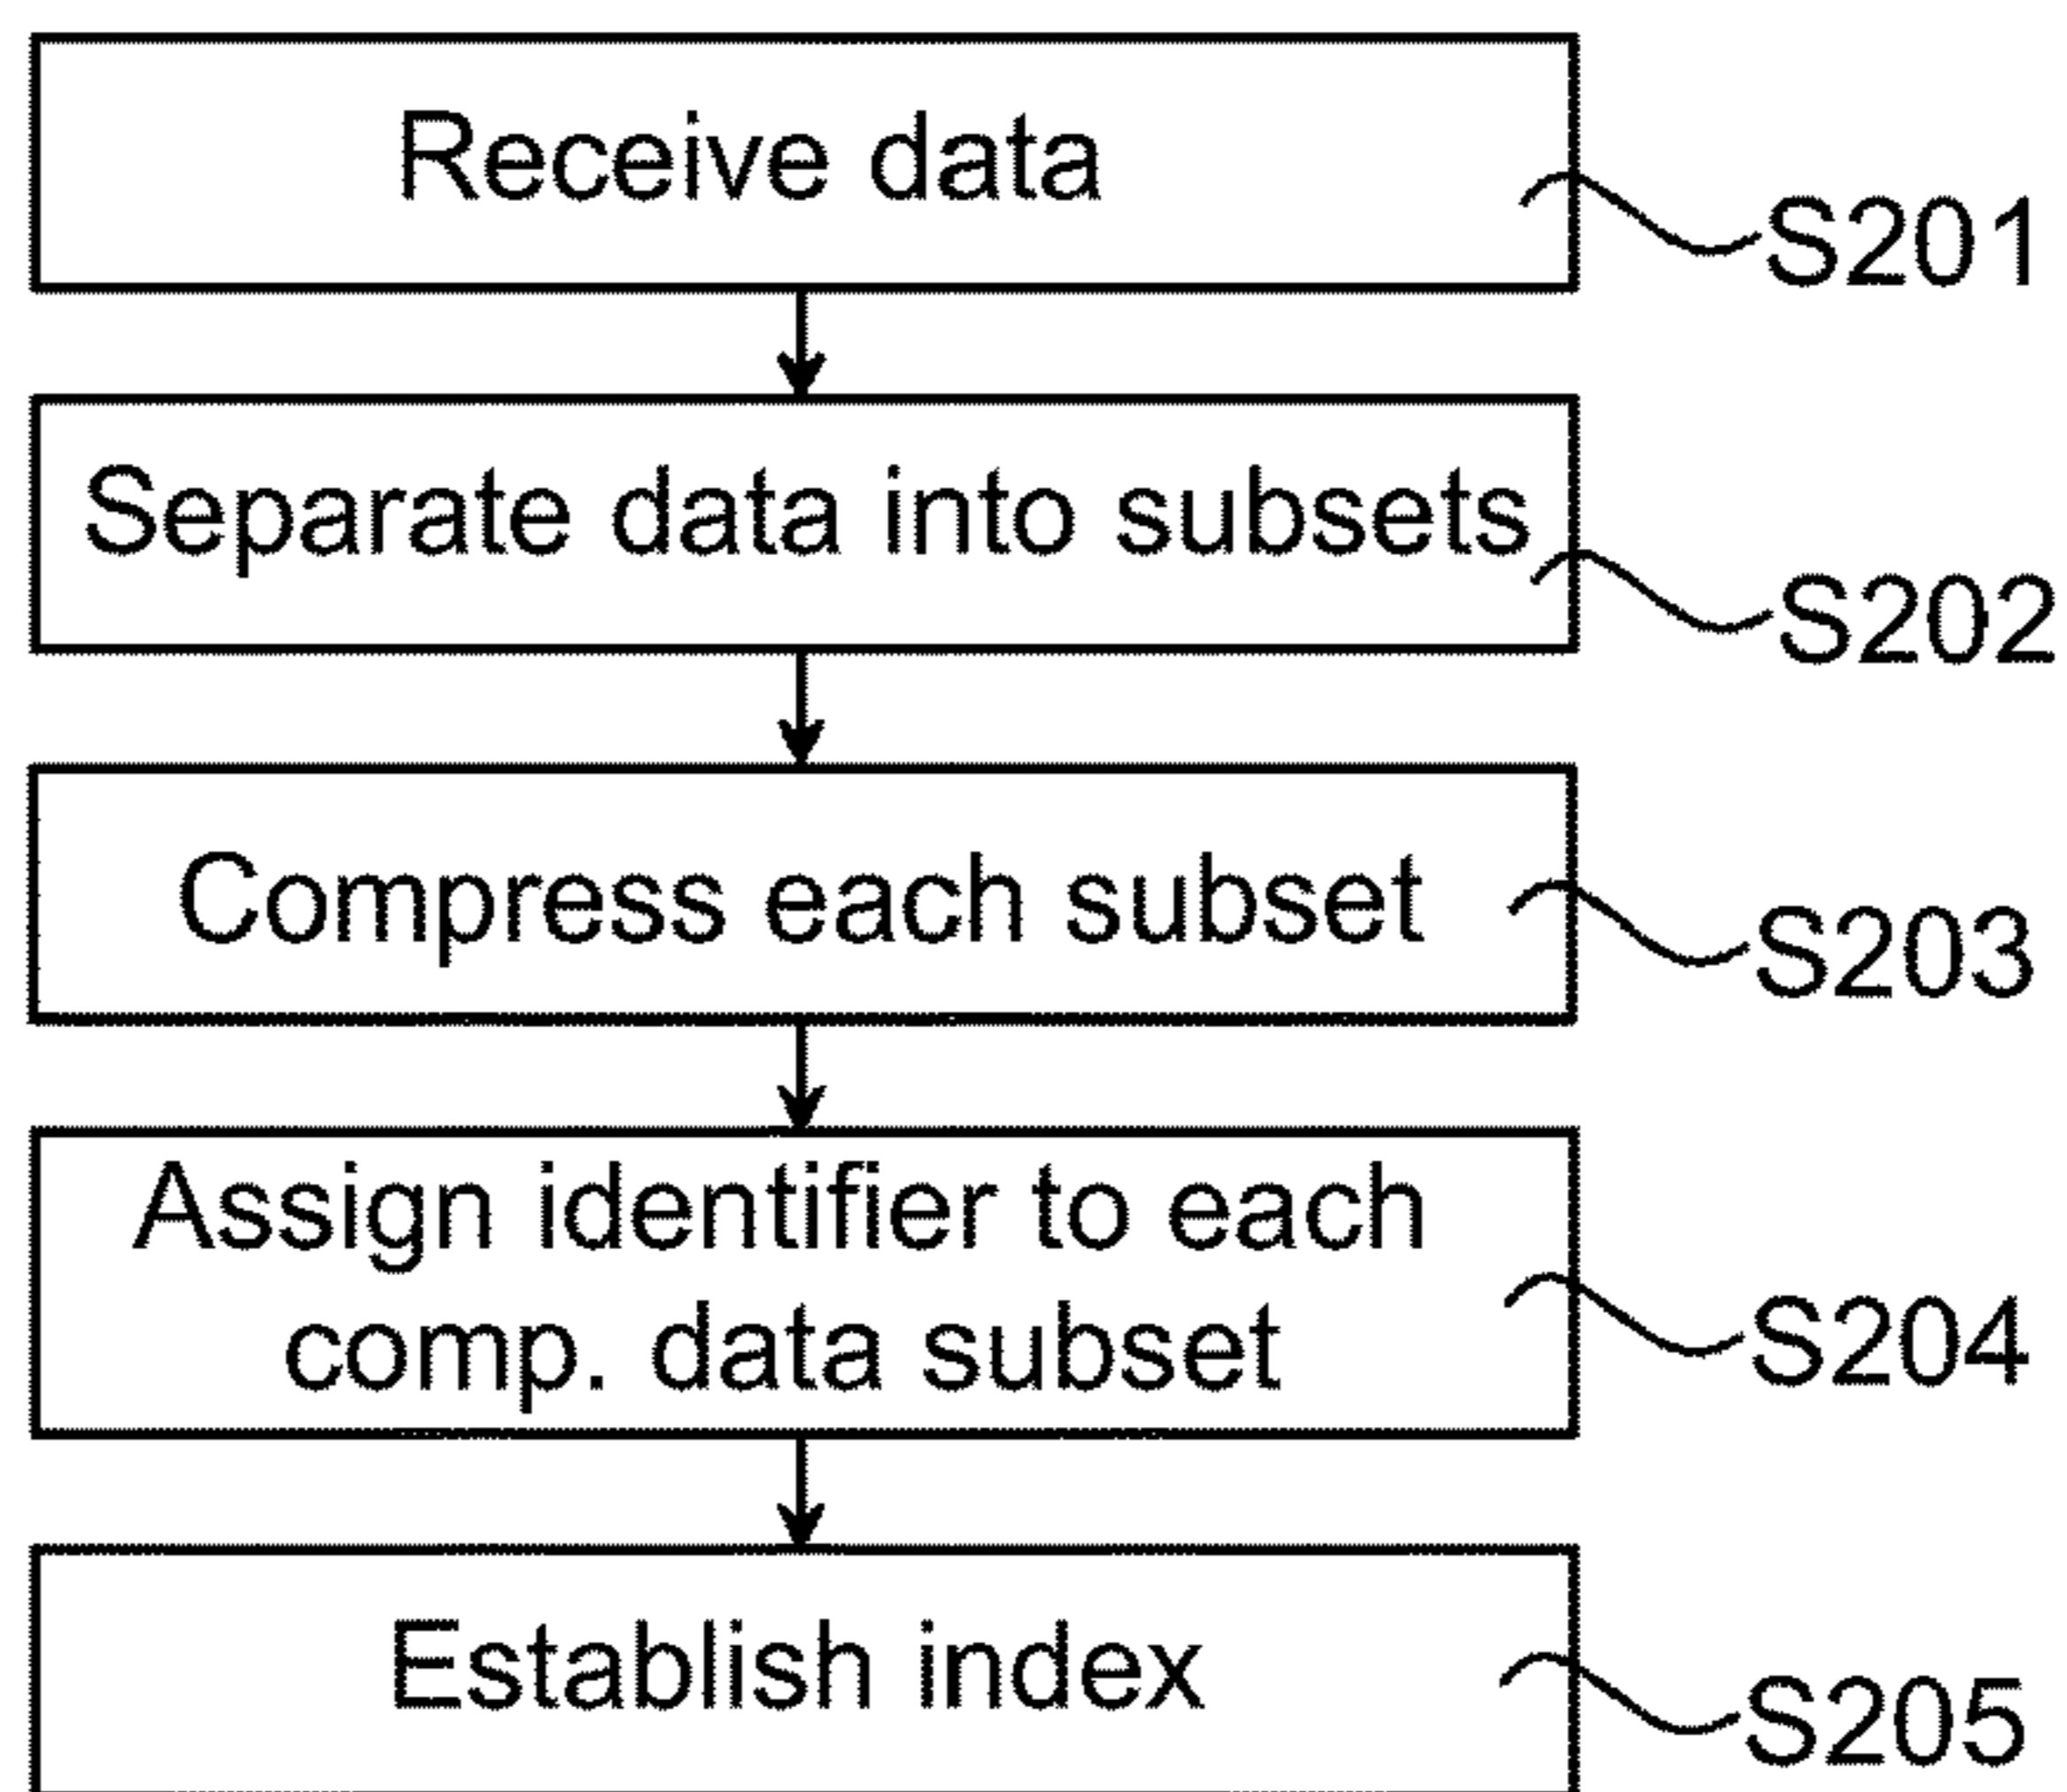 Receive data
S201
Separate data into subsets
S202
Compress each subset
S203
Assign identifier to each
comp. data subset
S204
Establish index
S205